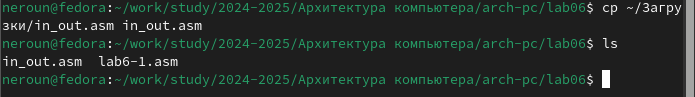 neroun@fedora:~/work/study/2024-2025/Архитектура компьютера/arch-pc/lab06$ cp ~/Загру
зки/in_out.asm in_out.asm
neroun@fedora:~/work/study/2024-2025/Архитектура компьютера/arch-pc/lab06$ ls
in_out.asm  lab6-1.asm
neroun@fedora:~/work/study/2024-2025/Архитектура компьютера/arch-pc/lab06$